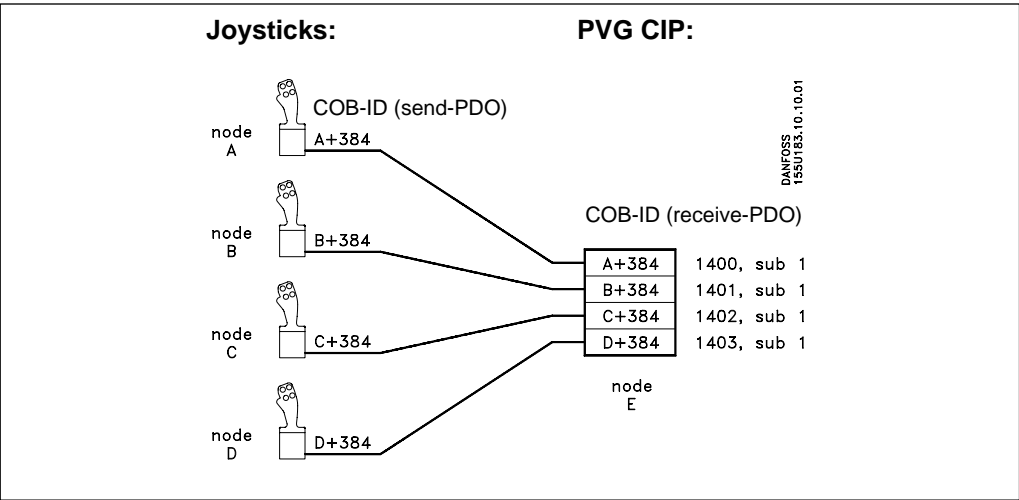 Joysticks:
PVG CIP:
COB-ID (send-PDO)
node
A
A+384
DANFOSS
155U183.10.10.01
node
B
B+384
COB-ID (receive-PDO)
A+384 1400, sub 1
B+384 1401, sub 1
C+384 1402, sub 1
D+384 1403, sub 1
node
C
C+384
node
E
node
D
D+384